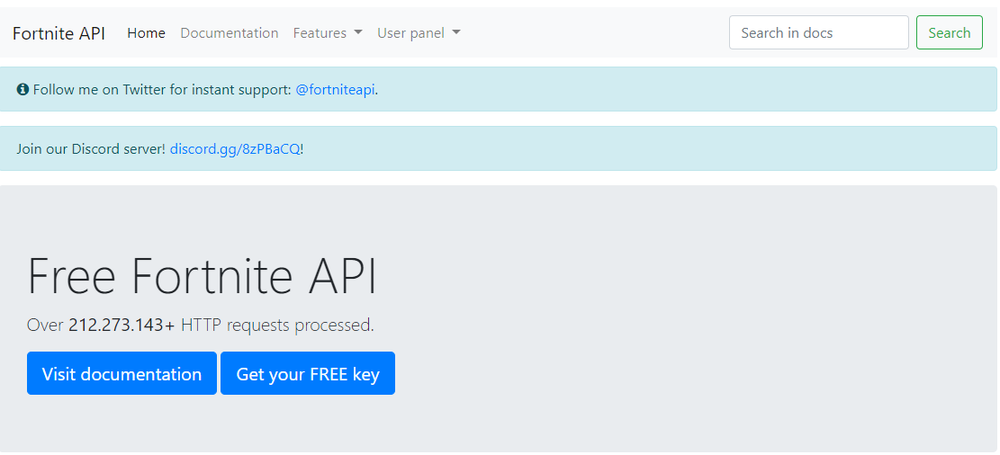 Fortnite API Home Documentation Features User panel Search in docs Search
Follow me on Twitter for instant support: @fortniteapi.
Join our Discord server! discord.gg/8zPBaCQ!
Free Fortnite API
Over 212.273.143+ HTTP requests processed.
Visit documentation Get your FREE key